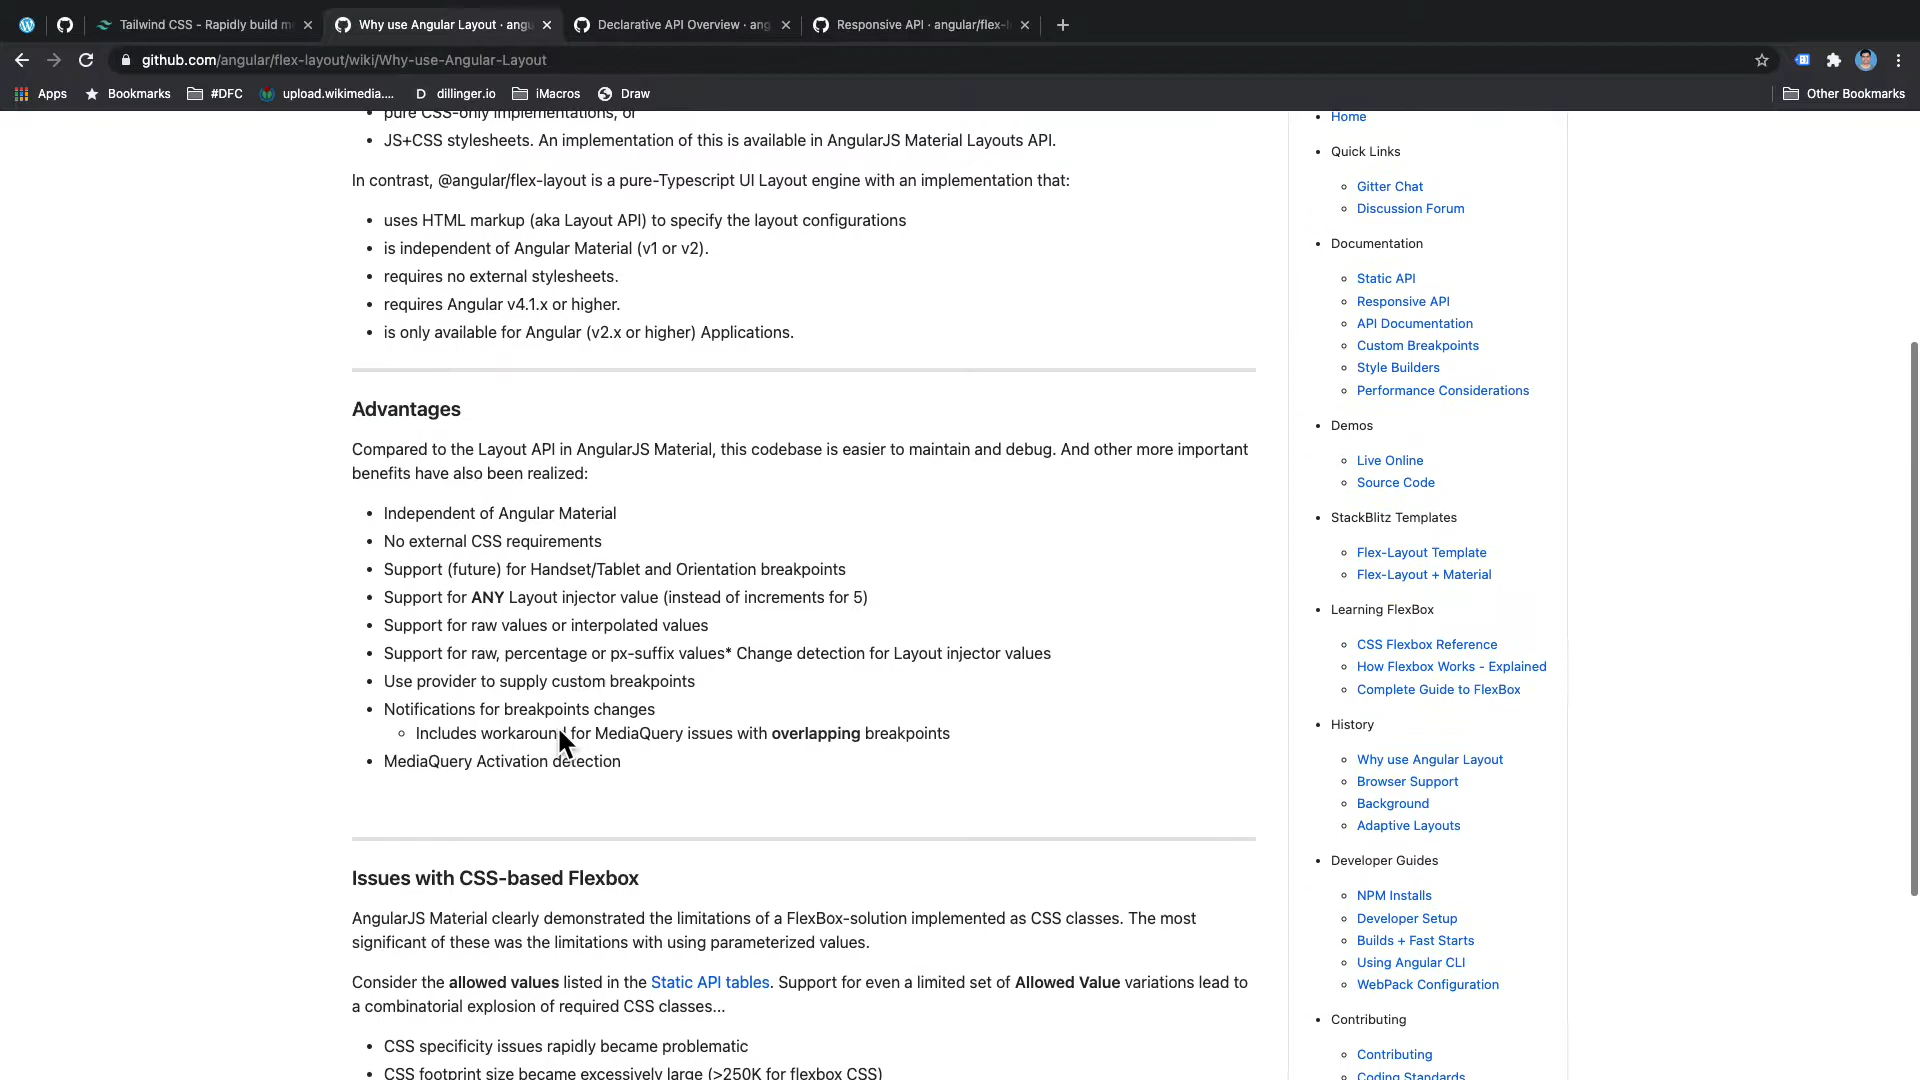 Tailwind CSS - Rapidly build m
Why use Angular Layout · angu
Declarative API Overview · ang
Responsive API · angular/flex-l
github.com/angular/flex-layout/wiki/Why-use-Angular-Layout
Apps
Bookmarks
#DFC
upload.wikimedia....
D dillinger.io
iMacros
Draw
Other Bookmarks
pure CSS-only implementations, or
JS+CSS stylesheets. An implementation of this is available in AngularJS Material Layouts API.
In contrast, @angular/flex-layout is a pure-Typescript UI Layout engine with an implementation that:
uses HTML markup (aka Layout API) to specify the layout configurations
is independent of Angular Material (v1 or v2).
requires no external stylesheets.
requires Angular v4.1.x or higher.
is only available for Angular (v2.x or higher) Applications.
Advantages
Compared to the Layout API in AngularJS Material, this codebase is easier to maintain and debug. And other more important
benefits have also been realized:
Independent of Angular Material
No external CSS requirements
Support (future) for Handset/Tablet and Orientation breakpoints
Support for ANY Layout injector value (instead of increments for 5)
Support for raw values or interpolated values
Support for raw, percentage or px-suffix values* Change detection for Layout injector values
Use provider to supply custom breakpoints
Notifications for breakpoints changes
Includes workaround for MediaQuery issues with overlapping breakpoints
MediaQuery Activation detection
Issues with CSS-based Flexbox
AngularJS Material clearly demonstrated the limitations of a FlexBox-solution implemented as CSS classes. The most
significant of these was the limitations with using parameterized values.
Consider the allowed values listed in the Static API tables. Support for even a limited set of Allowed Value variations lead to
a combinatorial explosion of required CSS classes...
CSS specificity issues rapidly became problematic
CSS footprint size became excessively large (>250K for flexbox CSS)
Home
Quick Links
Gitter Chat
Discussion Forum
Documentation
Static API
Responsive API
API Documentation
Custom Breakpoints
Style Builders
Performance Considerations
Demos
Live Online
Source Code
StackBlitz Templates
Flex-Layout Template
Flex-Layout + Material
Learning FlexBox
CSS Flexbox Reference
How Flexbox Works - Explained
Complete Guide to FlexBox
History
Why use Angular Layout
Browser Support
Background
Adaptive Layouts
Developer Guides
NPM Installs
Developer Setup
Builds + Fast Starts
Using Angular CLI
WebPack Configuration
Contributing
Contributing
Coding Standards